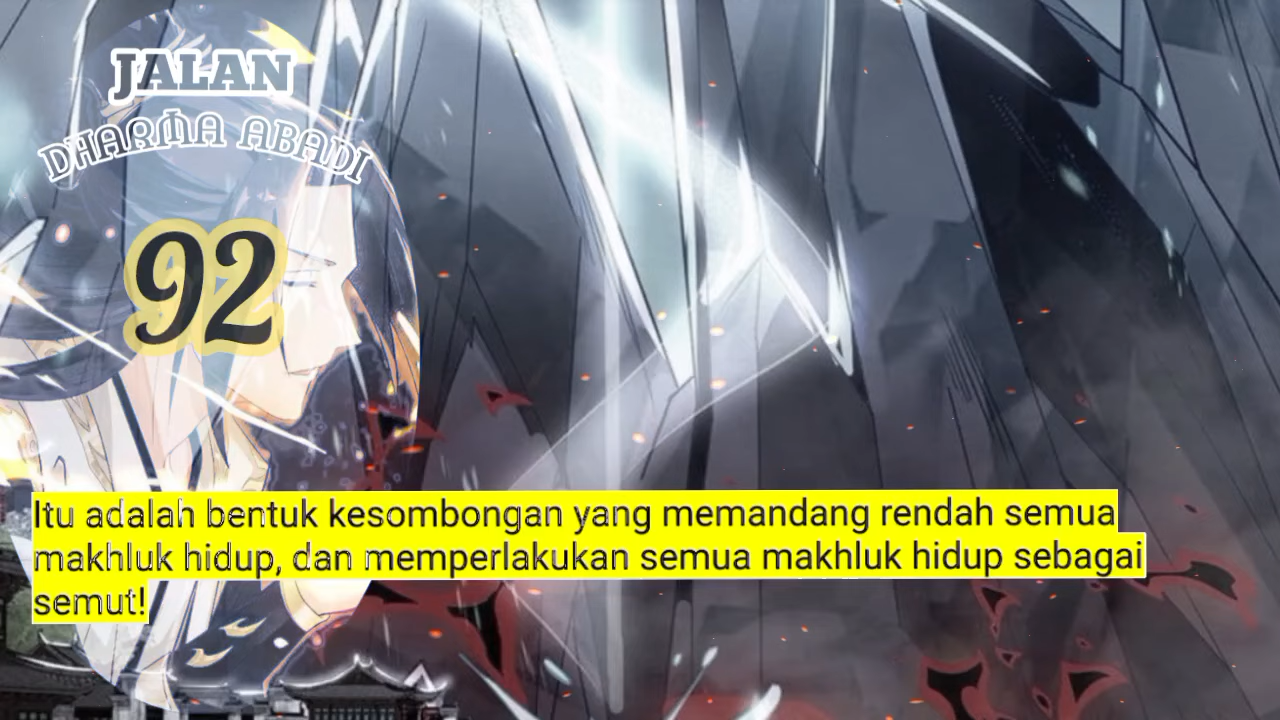 JALAN
DHARMA ABADI
92
Itu adalah bentuk kesombongan yang memandang rendah semua
makhluk hidup, dan memperlakukan semua makhluk hidup sebagai
semut!